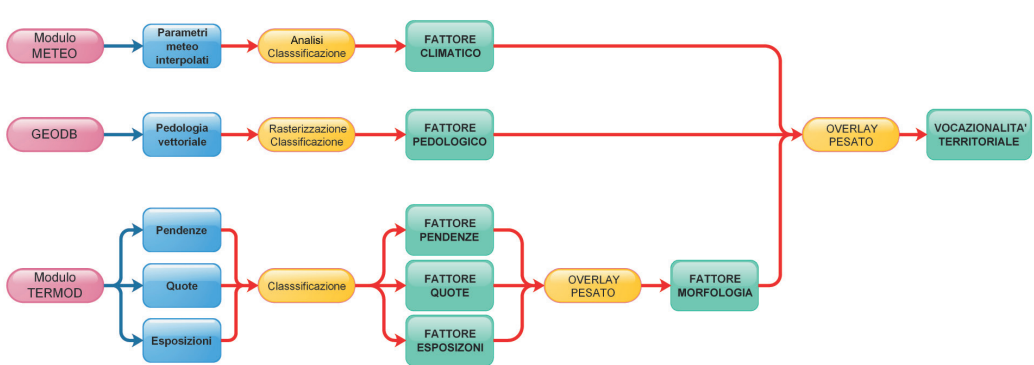 Modulo
METEO
Parametri
meteo
interpolati
Analisi
Classsificazione
FATTORE
CLIMATICO
GEODB
Pedologia
vettoriale
Rasterizzazione
Classsificazione
FATTORE
PEDOLOGICO
OVERLAY
PESATO
VOCAZIONALITA'
TERRITORIALE
Modulo
TERMOD
Pendenze
Quote
Esposizioni
Classsificazione
FATTORE
PENDENZE
FATTORE
QUOTE
FATTORE
ESPOSIZONI
OVERLAY
PESATO
FATTORE
MORFOLOGIA